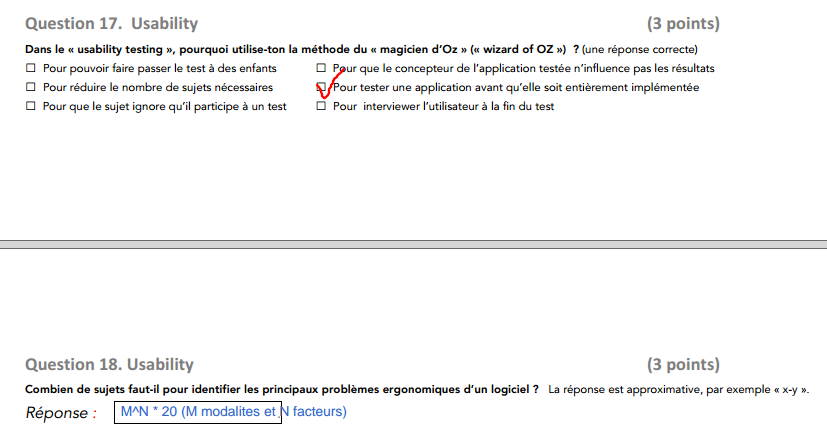 Question 17. Usability (3 points)
Dans le « usability testing », pourquoi utilise-ton la méthode du « magicien d'Oz » (« wizard of OZ ») ? (une réponse correcte)
☐ Pour pouvoir faire passer le test à des enfants ☐ Pour que le concepteur de l'application testée n'influence pas les résultats
☐ Pour réduire le nombre de sujets nécessaires ☐ Pour tester une application avant qu'elle soit entièrement implémentée
☐ Pour que le sujet ignore qu'il participe à un test ☐ Pour interviewer l'utilisateur à la fin du test
Question 18. Usability (3 points)
Combien de sujets faut-il pour identifier les principaux problèmes ergonomiques d'un logiciel ? La réponse est approximative, par exemple « x-y ».
Réponse : M^N * 20 (M modalites et N facteurs)